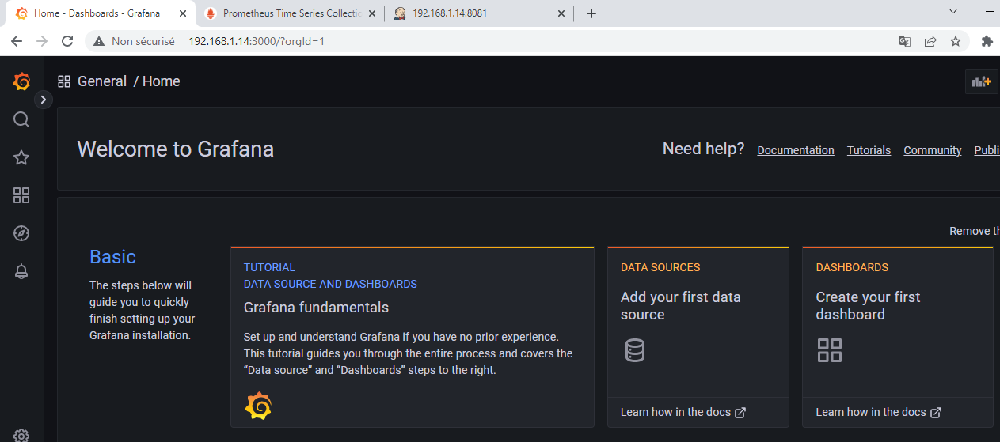 Home - Dashboards - Grafana
Prometheus Time Series Collectio
192.168.1.14:8081
Non sécurisé
192.168.1.14:3000/?orgId=1
General / Home
Welcome to Grafana
Need help?
Documentation
Tutorials
Community
Publi
Remove th
Basic
The steps below will
guide you to quickly
finish setting up your
Grafana installation.
TUTORIAL
DATA SOURCE AND DASHBOARDS
Grafana fundamentals
Set up and understand Grafana if you have no prior experience.
This tutorial guides you through the entire process and covers the
“Data source” and “Dashboards” steps to the right.
DATA SOURCES
Add your first data
source
Learn how in the docs
DASHBOARDS
Create your first
dashboard
Learn how in the docs